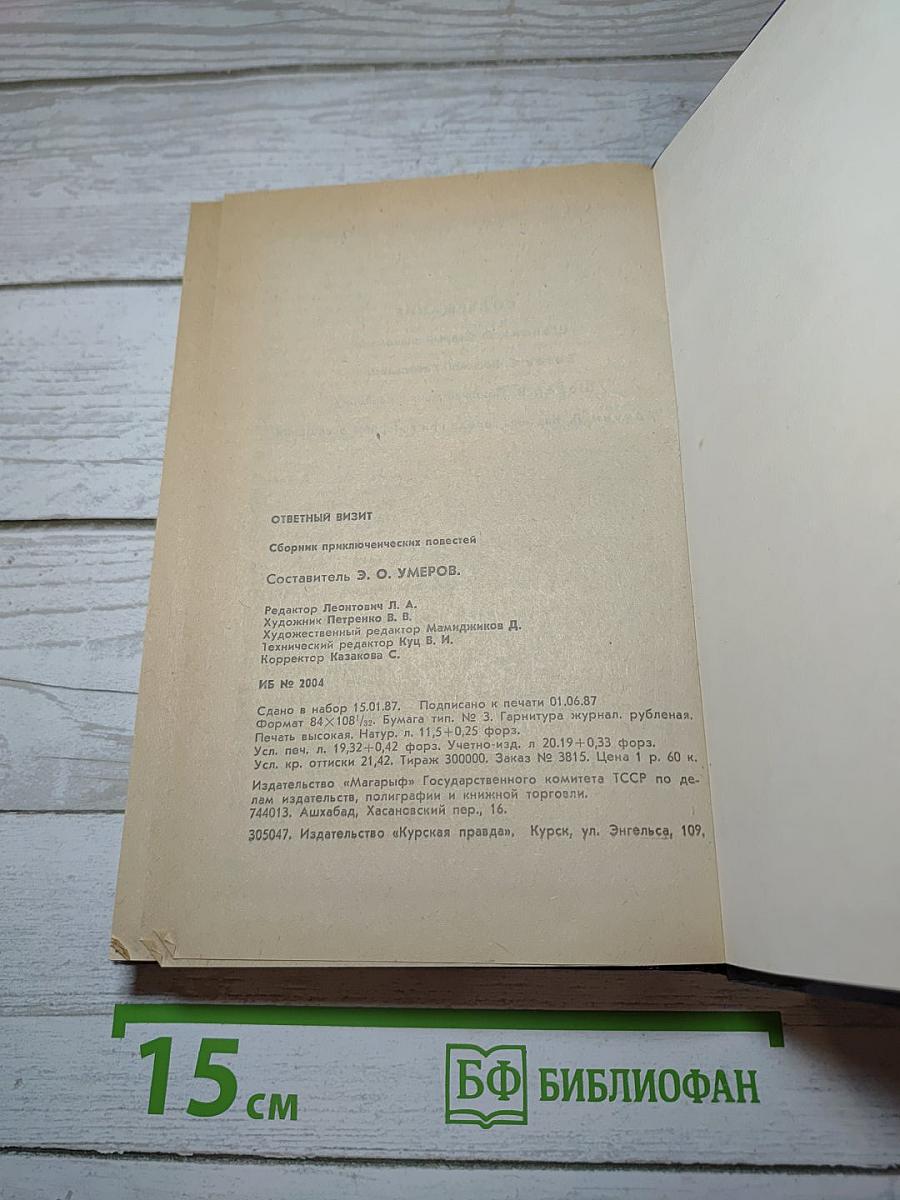 ОТВЕТНЫЙ ВИЗИТ
Сборник приключенческих повестей
Составитель Э. О. УМЕРОВ.
Редактор Леонтович Л. А.
Художник Петренко В. В.
Художественный редактор Мамиджиков Д.
Технический редактор Куц В. И.
Корректор Казакова С.
ИБ № 2004
Сдано в набор 15.01.87. Подписано к печати 01.06.87
Формат 84×108¹/₃₂. Бумага тип. № 3. Гарнитура журнал. рубленая.
Печать высокая. Натур. л. 11,5+0,25 форз.
Усл. печ. л. 19,32+0,42 форз. Учетно-изд. л 20.19+0,33 форз.
Усл. кр. оттиски 21,42. Тираж 300000. Заказ № 3815. Цена 1 р. 60 к.
Издательство «Магарыф» Государственного комитета ТССР по де-
лам издательств, полиграфии и книжной торговли.
744013. Ашхабад, Хасановский пер., 16.
305047. Издательство «Курская правда», Курск, ул. Энгельса, 109.
15 см
БФ БИБЛИОФАН